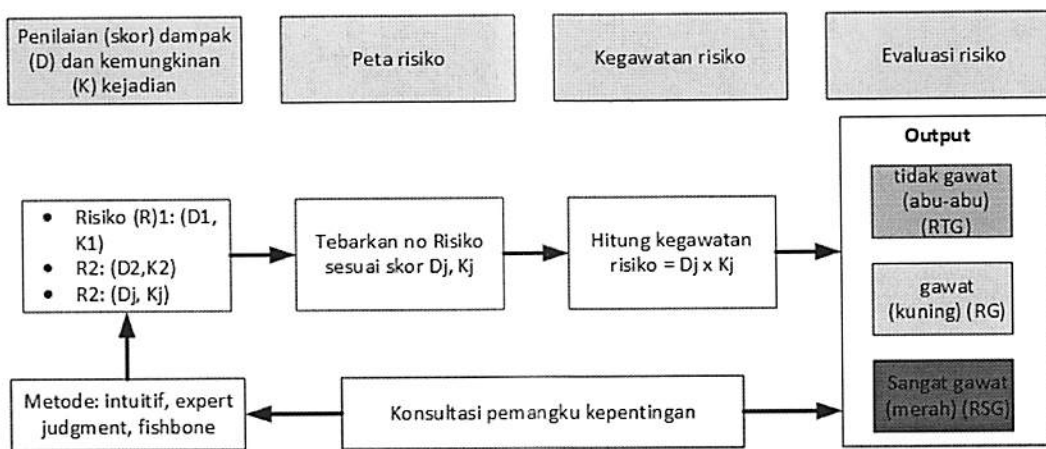 Penilaian (skor) dampak
(D) dan kemungkinan
(K) kejadian
Peta risiko
Kegawatan risiko
Evaluasi risiko
• Risiko (R)1: (D1,
K1)
• R2: (D2,K2)
• R2: (Dj, Kj)
Tebarkan no Risiko
sesuai skor Dj, Kj
Hitung kegawatan
risiko = Dj x Kj
Output
tidak gawat
(abu-abu)
(RTG)
gawat
(kuning) (RG)
Sangat gawat
(merah) (RSG)
Metode: intuitif, expert
judgment, fishbone
Konsultasi pemangku kepentingan